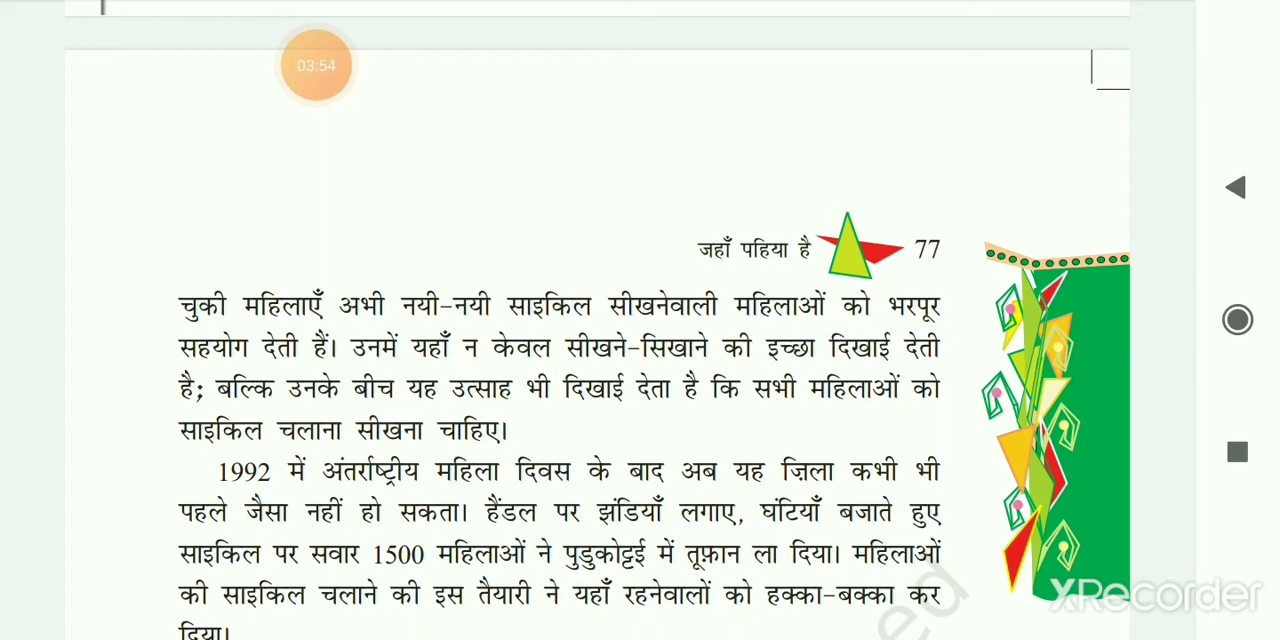 03:54
जहाँ पहिया है 77
चुकी महिलाएँ अभी नयी-नयी साइकिल सीखनेवाली महिलाओं को भरपूर
सहयोग देती हैं। उनमें यहाँ न केवल सीखने-सिखाने की इच्छा दिखाई देती
है; बल्कि उनके बीच यह उत्साह भी दिखाई देता है कि सभी महिलाओं को
साइकिल चलाना सीखना चाहिए।
1992 में अंतर्राष्ट्रीय महिला दिवस के बाद अब यह ज़िला कभी भी
पहले जैसा नहीं हो सकता। हैंडल पर झंडियाँ लगाए, घंटियाँ बजाते हुए
साइकिल पर सवार 1500 महिलाओं ने पुडुकोट्टई में तूफ़ान ला दिया। महिलाओं
की साइकिल चलाने की इस तैयारी ने यहाँ रहनेवालों को हक्का-बक्का कर
दिया।
XRecorder